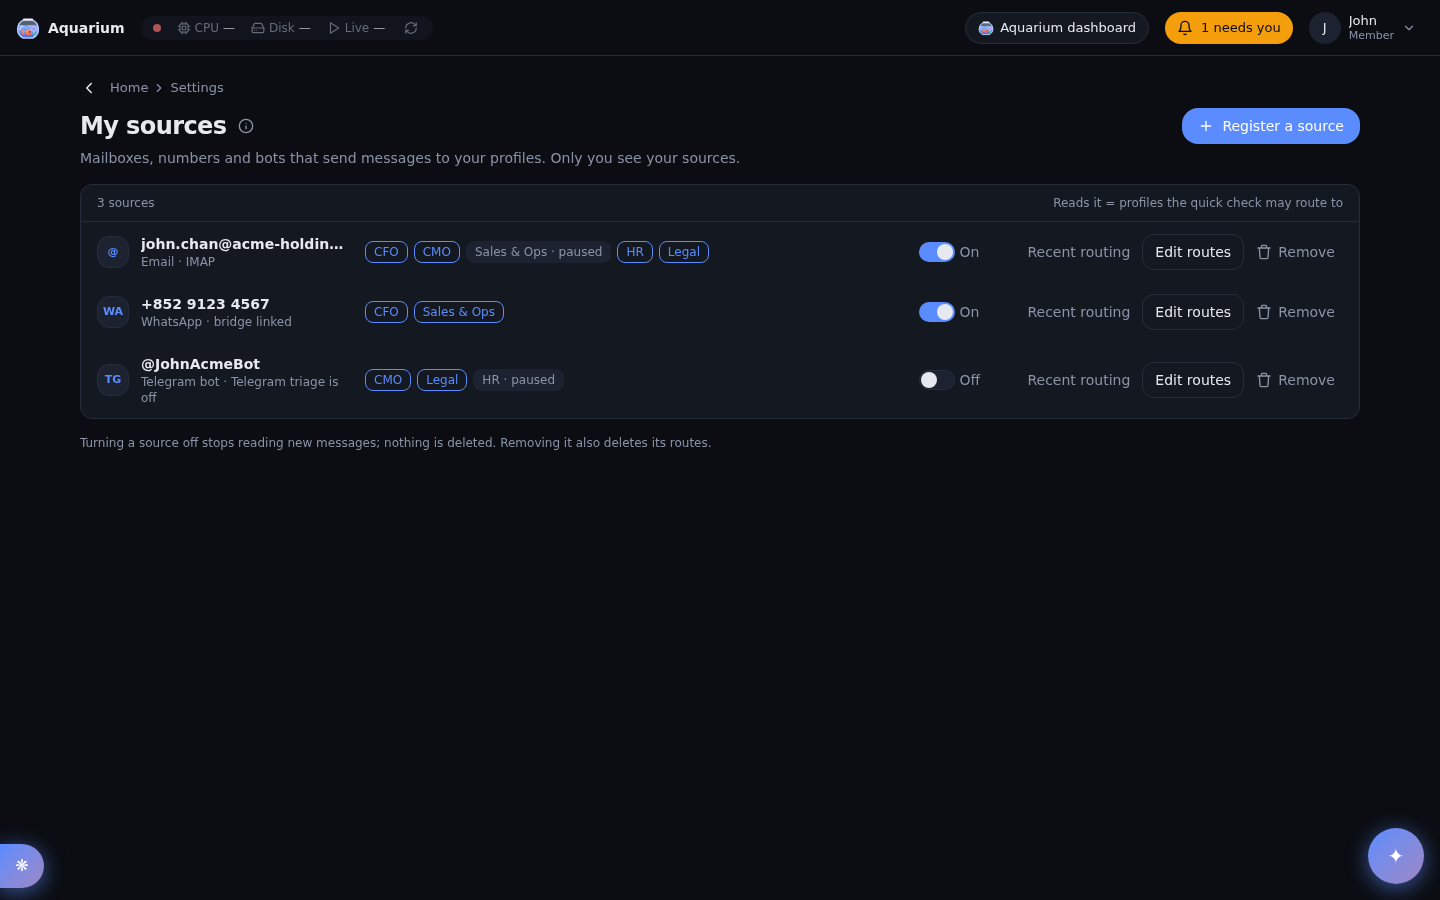 Aquarium
CPU —
Disk —
Live —
Aquarium dashboard
1 needs you
J
John
Member
Home > Settings
My sources
Register a source
Mailboxes, numbers and bots that send messages to your profiles. Only you see your sources.
3 sources
Reads it = profiles the quick check may route to
@
john.chan@acme-holdin…
Email · IMAP
CFO
CMO
Sales & Ops · paused
HR
Legal
On
Recent routing
Edit routes
Remove
WA
+852 9123 4567
WhatsApp · bridge linked
CFO
Sales & Ops
On
Recent routing
Edit routes
Remove
TG
@JohnAcmeBot
Telegram bot · Telegram triage is
off
CMO
Legal
HR · paused
Off
Recent routing
Edit routes
Remove
Turning a source off stops reading new messages; nothing is deleted. Removing it also deletes its routes.